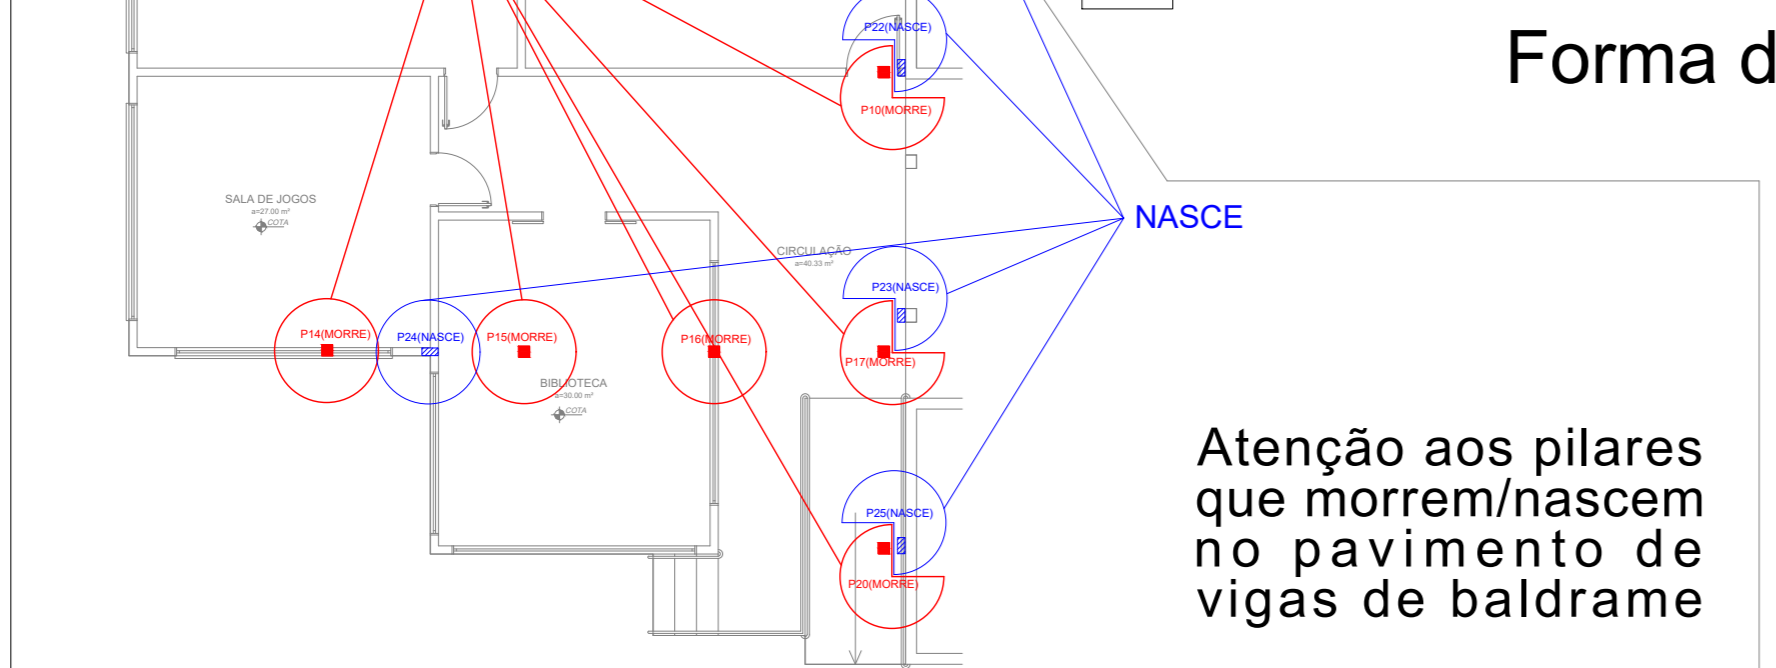 P22(NASCE)
Forma d
P10(MORRE)
SALA DE JOGOS
a=27.00 m²
COTA
NASCE
CIRCULAÇÃO
a=40.33 m²
P23(NASCE)
P14(MORRE)
P24(NASCE)
P15(MORRE)
P16(MORRE)
P17(MORRE)
BIBLIOTECA
a=30.00 m²
COTA
Atenção aos pilares
que morrem/nascem
no pavimento de
vigas de baldrame
P25(NASCE)
P20(MORRE)